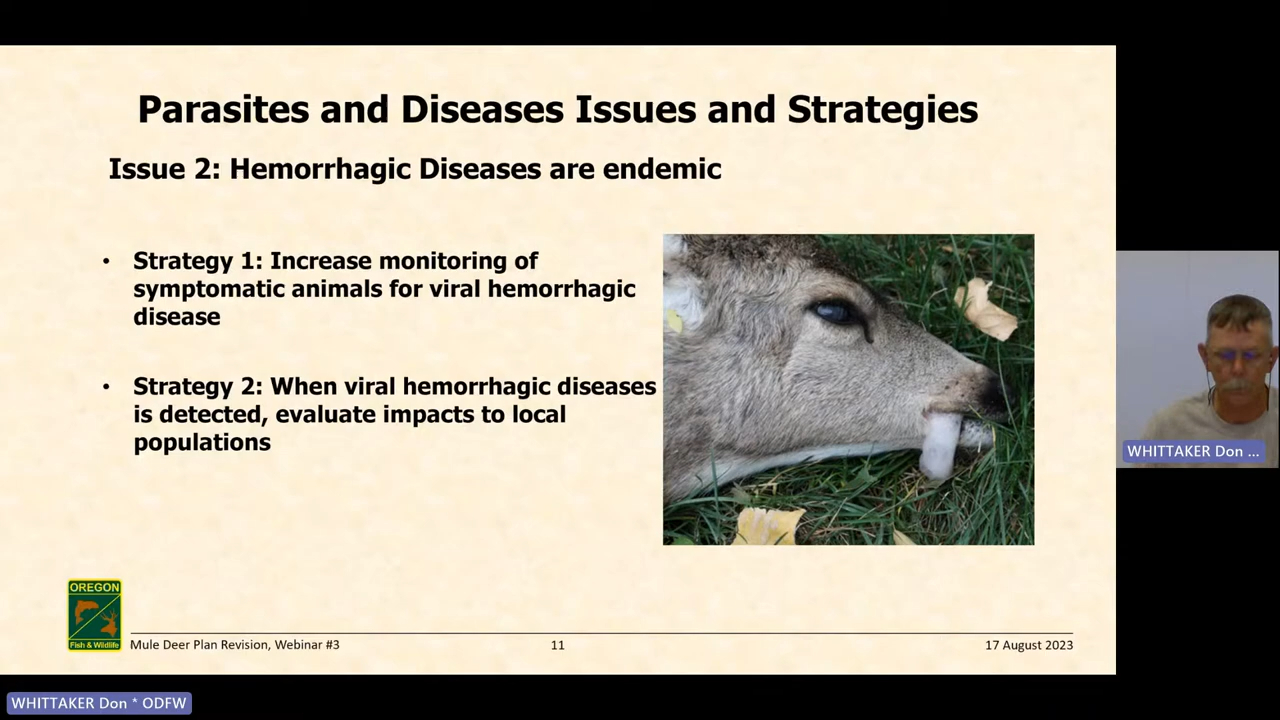 Parasites and Diseases Issues and Strategies
Issue 2: Hemorrhagic Diseases are endemic
• Strategy 1: Increase monitoring of
symptomatic animals for viral hemorrhagic
disease
• Strategy 2: When viral hemorrhagic diseases
is detected, evaluate impacts to local
populations
WHITTAKER Don ...
OREGON
Fish & Wildlife
Mule Deer Plan Revision, Webinar #3
11
17 August 2023
WHITTAKER Don * ODFW